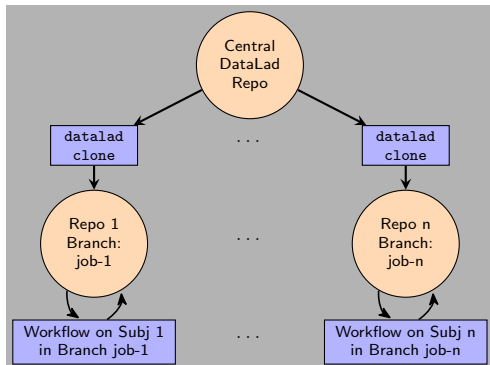 Central
DataLad
Repo
datalad
clone
...
datalad
clone
Repo 1
Branch:
job-1
...
Repo n
Branch:
job-n
Workflow on Subj 1
in Branch job-1
...
Workflow on Subj n
in Branch job-n